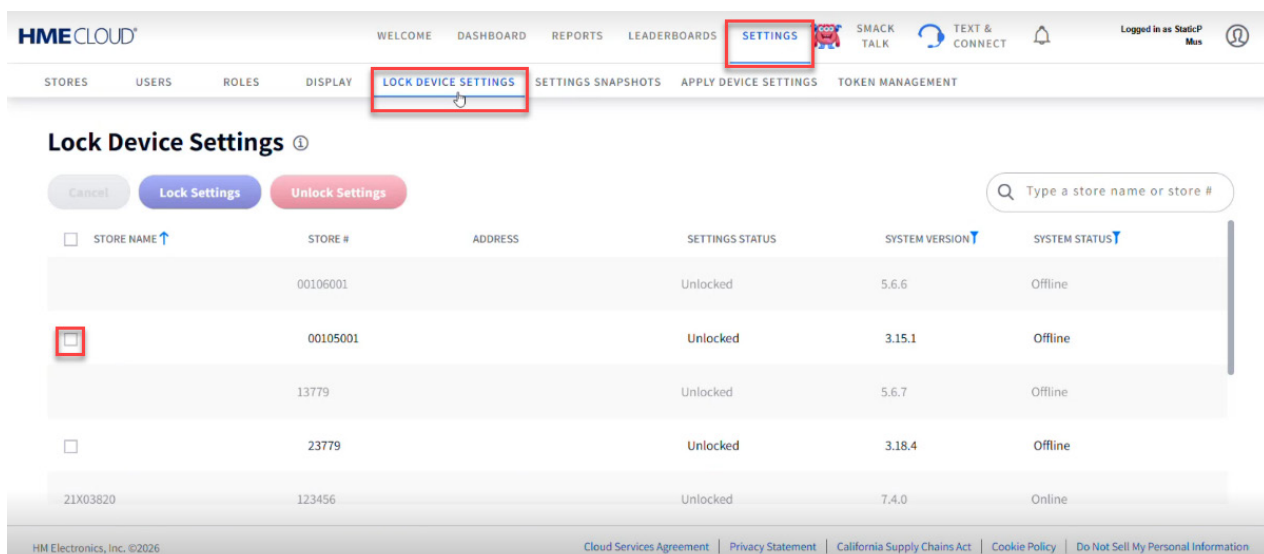 HME CLOUD®
WELCOME DASHBOARD REPORTS LEADERBOARDS SETTINGS SMACK TALK TEXT & CONNECT Logged in as StaticP Mus
STORES USERS ROLES DISPLAY LOCK DEVICE SETTINGS SETTINGS SNAPSHOTS APPLY DEVICE SETTINGS TOKEN MANAGEMENT
Lock Device Settings
Cancel Lock Settings Unlock Settings Type a store name or store #
STORE NAME STORE # ADDRESS SETTINGS STATUS SYSTEM VERSION SYSTEM STATUS
00106001 Unlocked 5.6.6 Offline
00105001 Unlocked 3.15.1 Offline
13779 Unlocked 5.6.7 Offline
23779 Unlocked 3.18.4 Offline
21X03820 123456 Unlocked 7.4.0 Online
HM Electronics, Inc. ©2026 Cloud Services Agreement | Privacy Statement | California Supply Chains Act | Cookie Policy | Do Not Sell My Personal Information